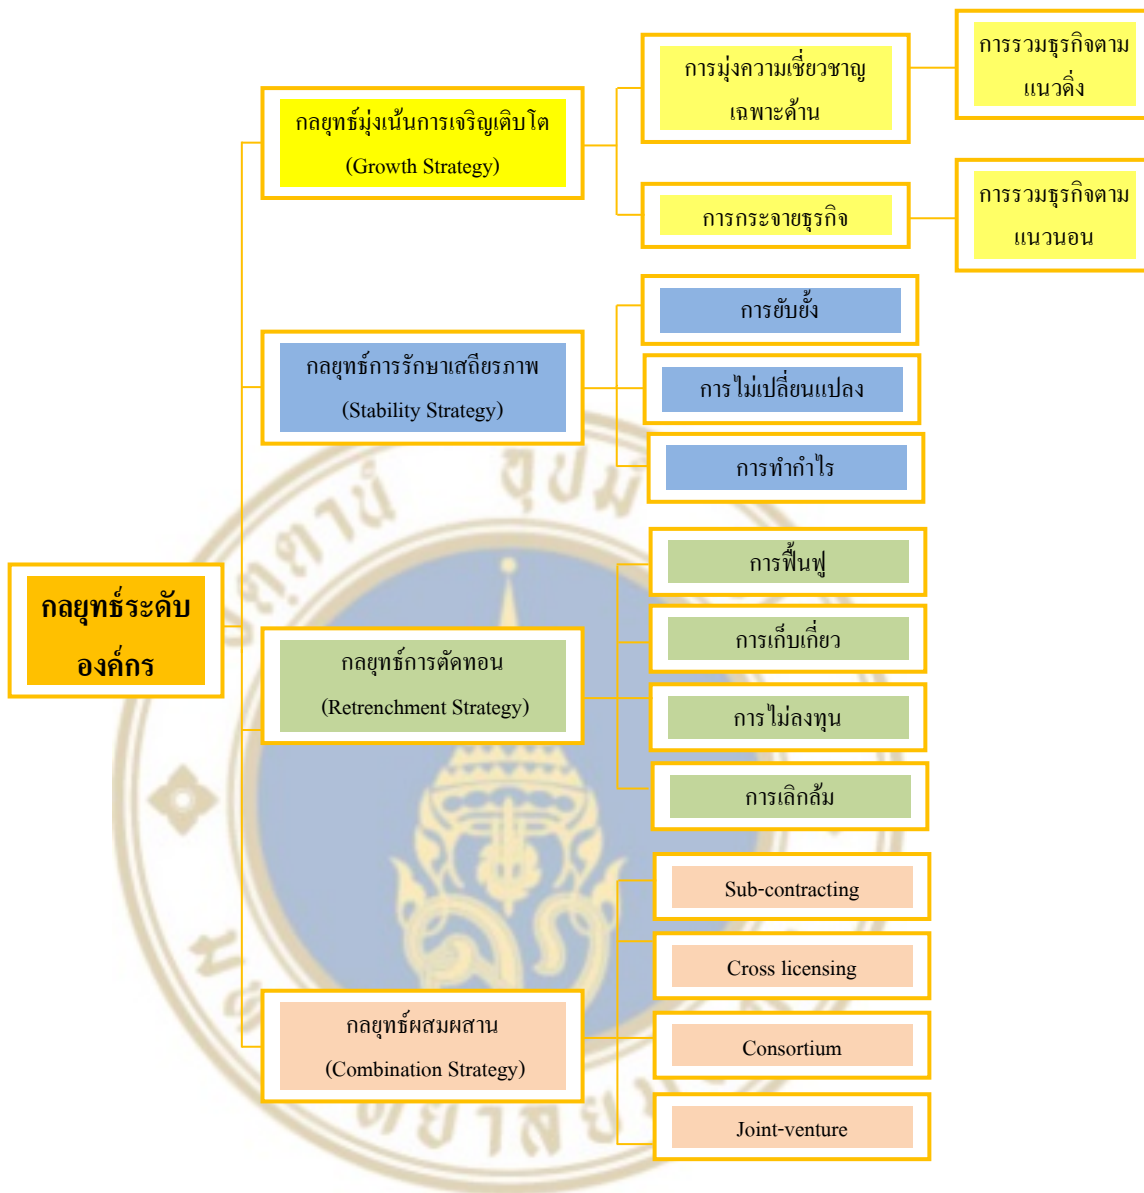 กลยุทธ์ระดับ
องค์กร
กลยุทธ์มุ่งเน้นการเจริญเติบโต
(Growth Strategy)
การมุ่งความเชี่ยวชาญ
เฉพาะด้าน
การรวมธุรกิจตาม
แนวดิ่ง
การกระจายธุรกิจ
การรวมธุรกิจตาม
แนวนอน
กลยุทธ์การรักษาเสถียรภาพ
(Stability Strategy)
การยับยั้ง
การไม่เปลี่ยนแปลง
การทำกำไร
กลยุทธ์การตัดทอน
(Retrenchment Strategy)
การฟื้นฟู
การเก็บเกี่ยว
การไม่ลงทุน
การเลิกล้ม
กลยุทธ์ผสมผสาน
(Combination Strategy)
Sub-contracting
Cross licensing
Consortium
Joint-venture